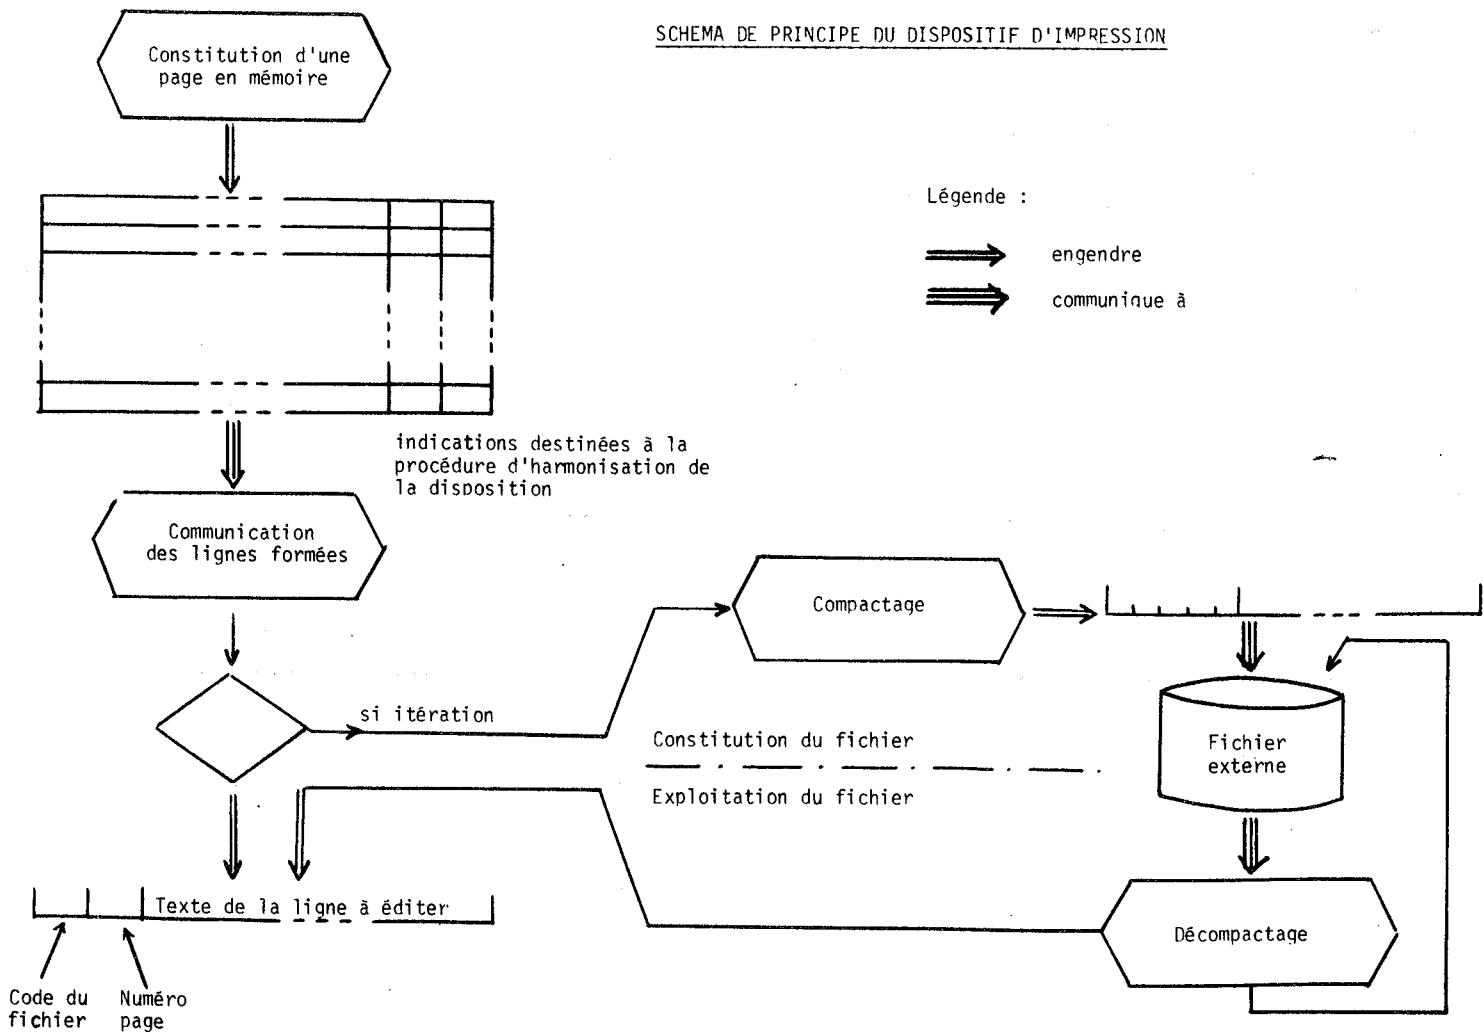 SCHEMA DE PRINCIPE DU DISPOSITIF D'IMPRESSION
Constitution d'une
page en mémoire
Légende :
engendre
communique à
indications destinées à la
procédure d'harmonisation de
la disposition
Communication
des lignes formées
Compactage
si itération
Constitution du fichier
Exploitation du fichier
Fichier
externe
Texte de la ligne à éditer
Décompactage
Code du
fichier
Numéro
page